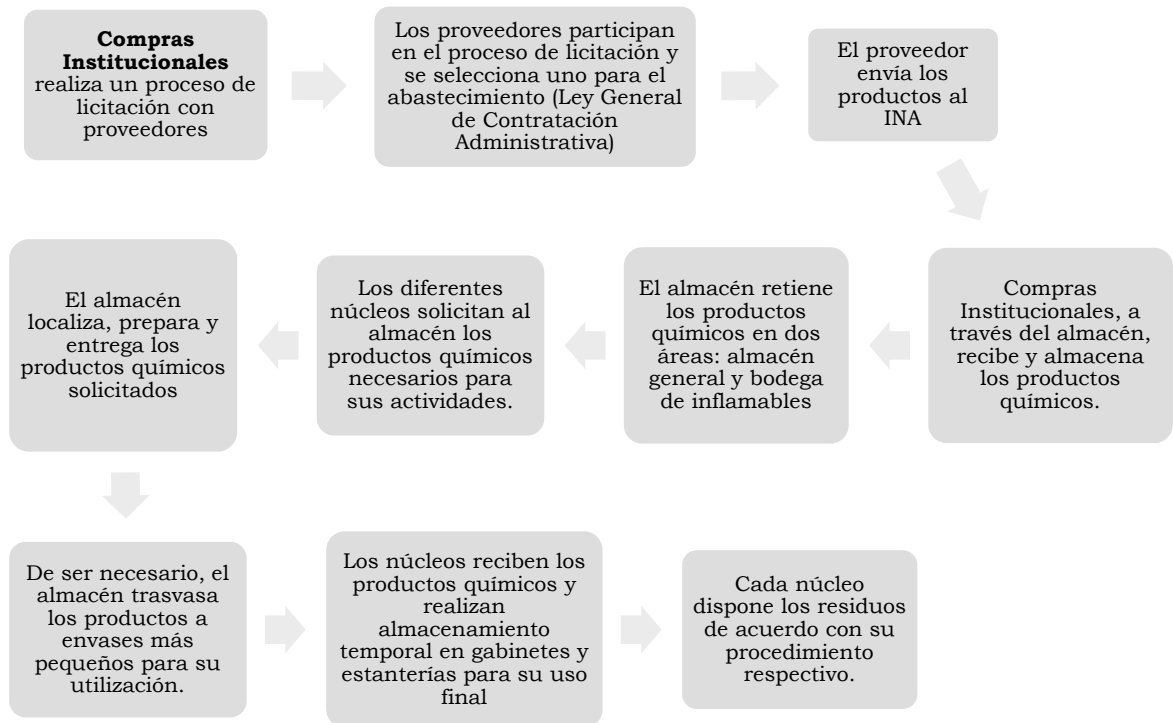 Compras
Institucionales
realiza un proceso de
licitación con
proveedores
Los proveedores participan
en el proceso de licitación y
se selecciona uno para el
abastecimiento (Ley General
de Contratación
Administrativa)
El proveedor
envía los
productos al
INA
Compras
Institucionales, a
través del almacén,
recibe y almacena
los productos
químicos.
El almacén retiene
los productos
químicos en dos
áreas: almacén
general y bodega
de inflamables
Los diferentes
núcleos solicitan al
almacén los
productos químicos
necesarios para
sus actividades.
El almacén
localiza, prepara y
entrega los
productos químicos
solicitados
De ser necesario, el
almacén trasvasa
los productos a
envases más
pequeños para su
utilización.
Los núcleos reciben los
productos químicos y
realizan
almacenamiento
temporal en gabinetes y
estanterías para su uso
final
Cada núcleo
dispone los residuos
de acuerdo con su
procedimiento
respectivo.